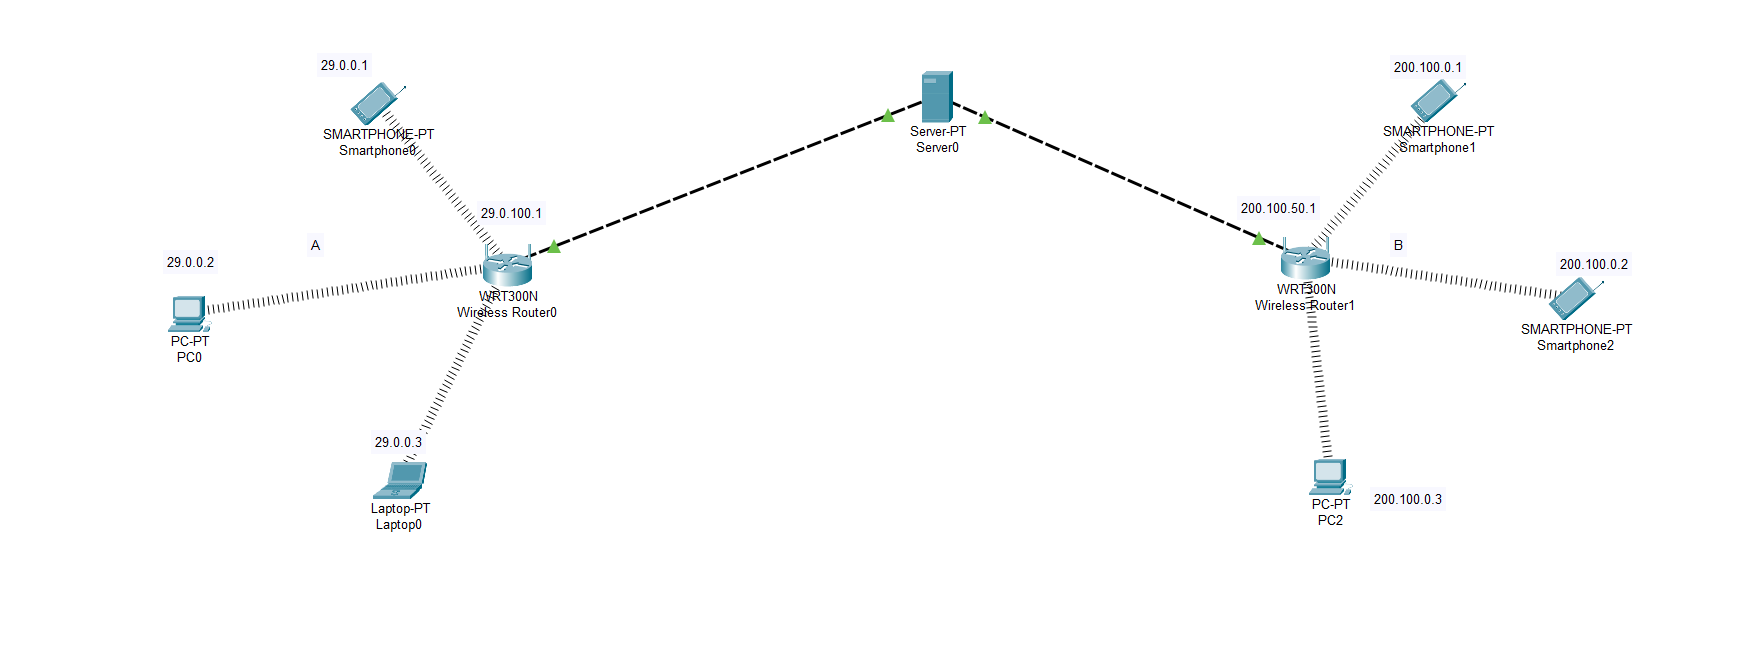 29.0.0.1
SMARTPHONE-PT
Smartphone0
Server-PT
Server0
200.100.0.1
SMARTPHONE-PT
Smartphone1
29.0.100.1
200.100.50.1
A
B
29.0.0.2
200.100.0.2
WRT300N
Wireless Router0
WRT300N
Wireless Router1
PC-PT
PC0
SMARTPHONE-PT
Smartphone2
29.0.0.3
Laptop-PT
Laptop0
PC-PT
PC2
200.100.0.3